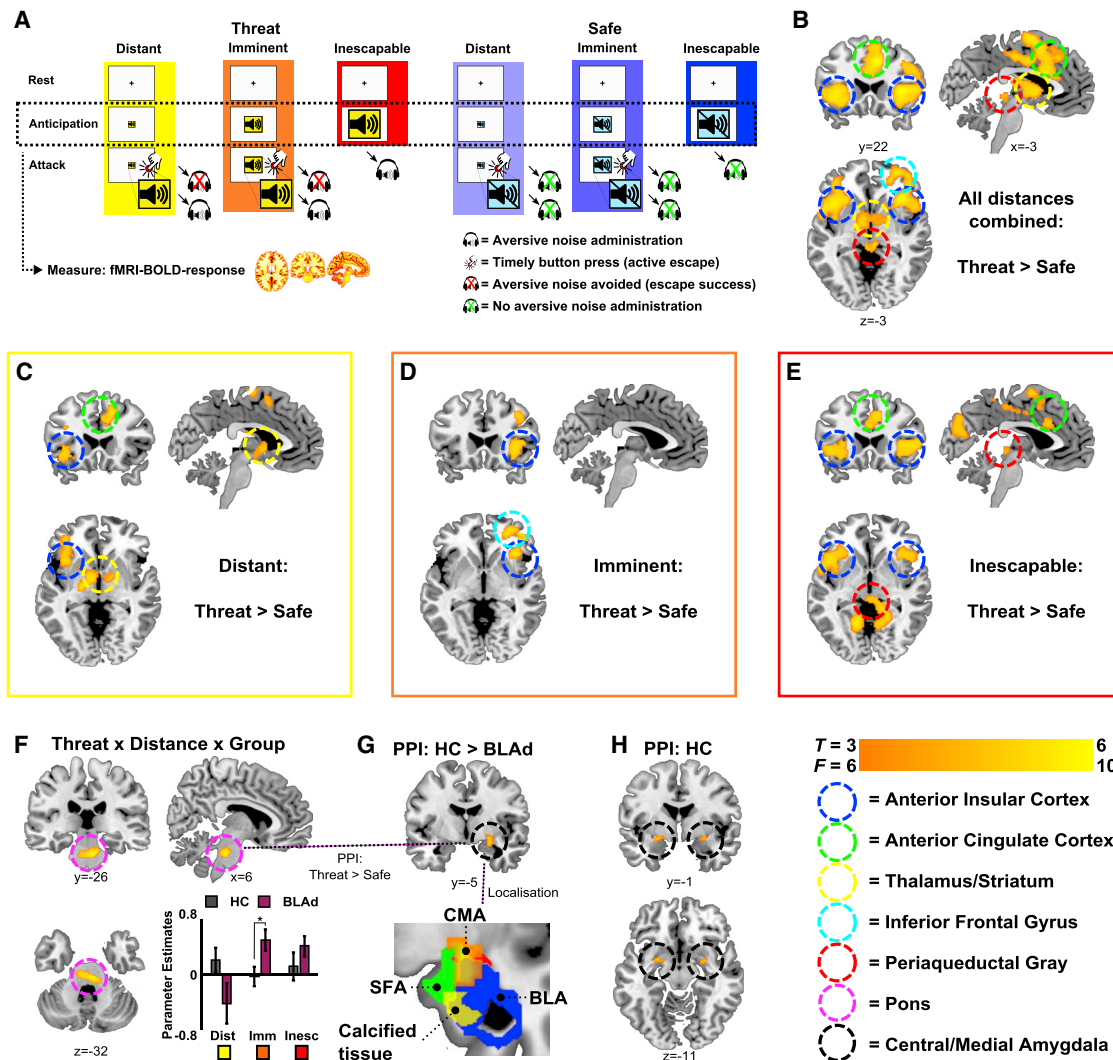 A
Threat
Distant Imminent Inescapable
Safe
Distant Imminent Inescapable
Rest
Anticipation
Attack
Measure: fMRI-BOLD-response
= Aversive noise administration
= Timely button press (active escape)
= Aversive noise avoided (escape success)
= No aversive noise administration
B
y=22
x=-3
z=-3
All distances
combined:
Threat > Safe
C
Distant:
Threat > Safe
D
Imminent:
Threat > Safe
E
Inescapable:
Threat > Safe
F
Threat x Distance x Group
y=-26
x=6
z=-32
PPI:
Threat > Safe
HC BLAd
Parameter Estimates
0.8
0
-0.8
*
Dist Imm Inesc
G
PPI: HC > BLAd
y=-5
Localisation
CMA
SFA
BLA
Calcified
tissue
H
PPI: HC
y=-1
z=-11
T = 3 6
F = 6 10
= Anterior Insular Cortex
= Anterior Cingulate Cortex
= Thalamus/Striatum
= Inferior Frontal Gyrus
= Periaqueductal Gray
= Pons
= Central/Medial Amygdala